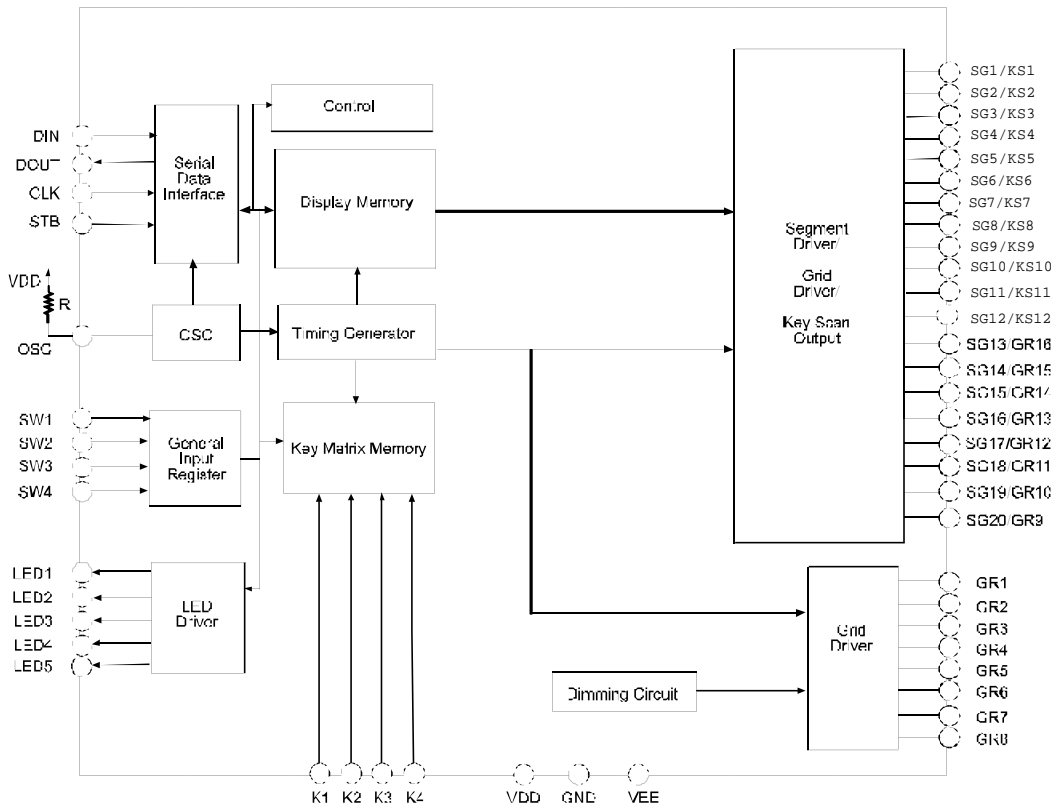 Control
DIN
DOUT
CLK
STB
Serial
Data
Interface
Display Memory
VDD
R
OSC
OSC
Timing Generator
SW1
SW2
SW3
SW4
General
Input
Register
Key Matrix Memory
LED1
LED2
LED3
LED4
LED5
LED
Driver
Segment
Driver/
Grid
Driver/
Key Scan
Output
SG1/KS1
SG2/KS2
SG3/KS3
SG4/KS4
SG5/KS5
SG6/KS6
SG7/KS7
SG8/KS8
SG9/KS9
SG10/KS10
SG11/KS11
SG12/KS12
SG13/GR16
SG14/GR15
SG15/GR14
SG16/GR13
SG17/GR12
SG18/GR11
SG19/GR10
SG20/GR9
Grid
Driver
GR1
GR2
GR3
GR4
GR5
GR6
GR7
GR8
Dimming Circuit
K1 K2 K3 K4 VDD GND VEE